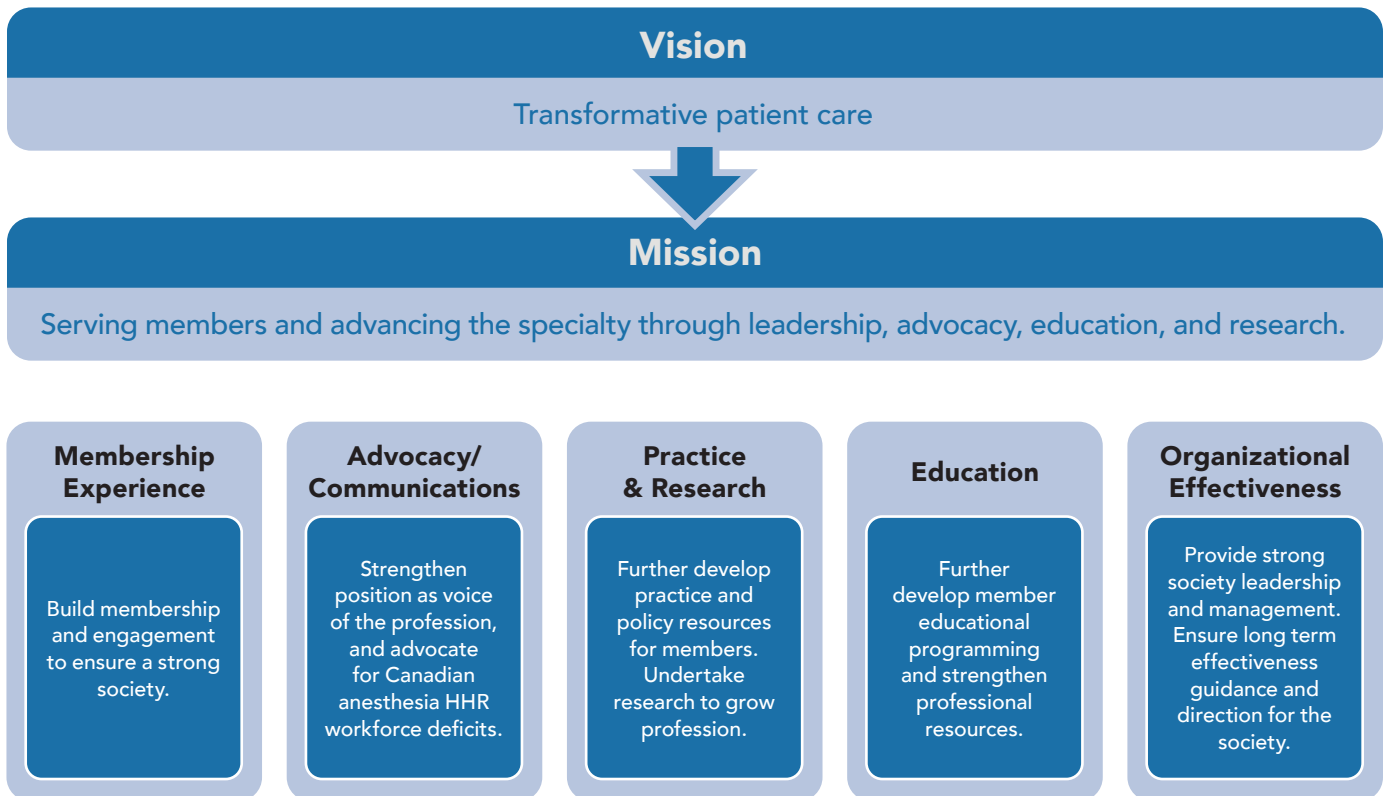 Vision
Transformative patient care
Mission
Serving members and advancing the specialty through leadership, advocacy, education, and research.
Membership
Experience
Build membership
and engagement
to ensure a strong
society.
Advocacy/
Communications
Strengthen
position as voice
of the profession,
and advocate
for Canadian
anesthesia HHR
workforce deficits.
Practice
& Research
Further develop
practice and
policy resources
for members.
Undertake
research to grow
profession.
Education
Further
develop member
educational
programming
and strengthen
professional
resources.
Organizational
Effectiveness
Provide strong
society leadership
and management.
Ensure long term
effectiveness
guidance and
direction for the
society.